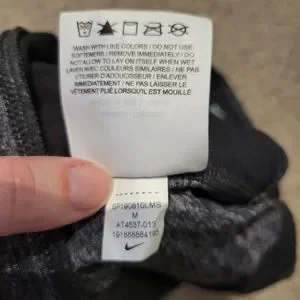 WASH WITH LIKE COLORS / DO NOT USE
SOFTENERS / REMOVE IMMEDIATELY / DO
NOT ALLOW TO LAY ON ITSELF WHEN WET
LAVER AVEC COULEURS SIMILAIRES / NE PAS
UTILISER D'ADOUCISSEUR / ENLEVER
IMMÉDIATEMENT / NE PAS LAISSER LE
VÊTEMENT PLIÉ LORSQU'IL EST MOUILLÉ
SP190810LMS
M
AT4537-013